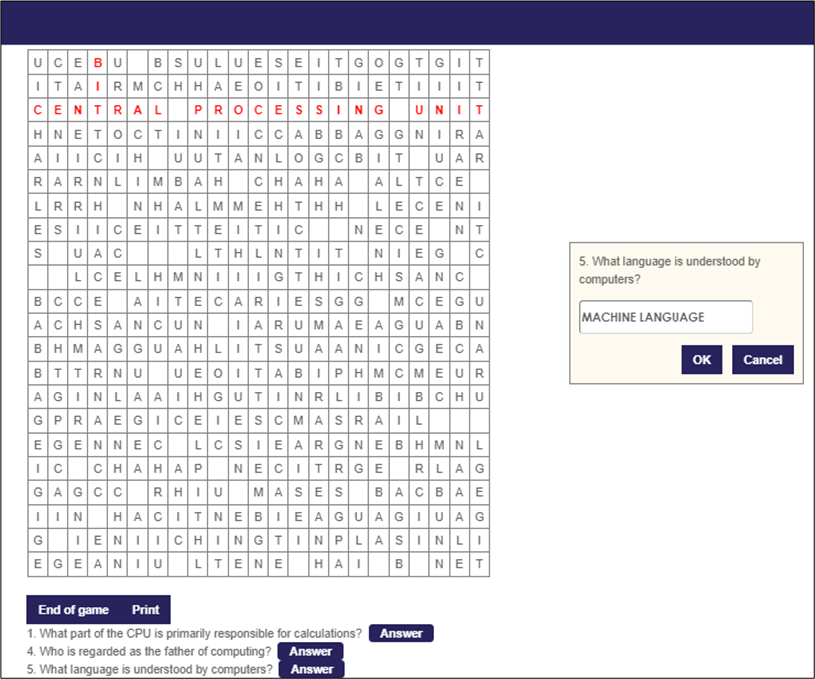 U C E B U B S U L U E S E I T G O G T G I T
I T A I R M C H H A E O I T I B I E T I I I T
C E N T R A L P R O C E S S I N G U N I T
H N E T O C T I N I I C C A B B A G G N I R A
A I I C I H U U T A N L O G C B I T U A R
R A R N L I M B A H C H A H A A L T C E
L R R H N H A L M M E H T H H L E C E N I
E S I I C E I T T E I T I C N E C E N T
S U A C L T H L N T I T N I E G C
L C E L H M N I I I G T H I C H S A N C
B C C E A I T E C A R I E S G G M C E G U
A C H S A N C U N I A R U M A E A G U A B N
B H M A G G U A H L I T S U A A N I C G E C A
B T T R N U U E O I T A B I P H M C M E U R
A G I N L A A I H G U T I N R L I B I B C H U
G P R A E G I C E I E S C M A S R A I L
E G E N N E C L C S I E A R G N E B H M N L
I C C H A H A P N E C I T R G E R L A G
G A G C C R H I U M A S E S B A C B A E
I I N H A C I T N E B I E A G U A G I U A G
G I E N I I C H I N G T I N P L A S I N L I
E G E A N I U L T E N E H A I B N E T
5. What language is understood by
computers?
MACHINE LANGUAGE
OK Cancel
End of game Print
1. What part of the CPU is primarily responsible for calculations? Answer
4. Who is regarded as the father of computing? Answer
5. What language is understood by computers? Answer